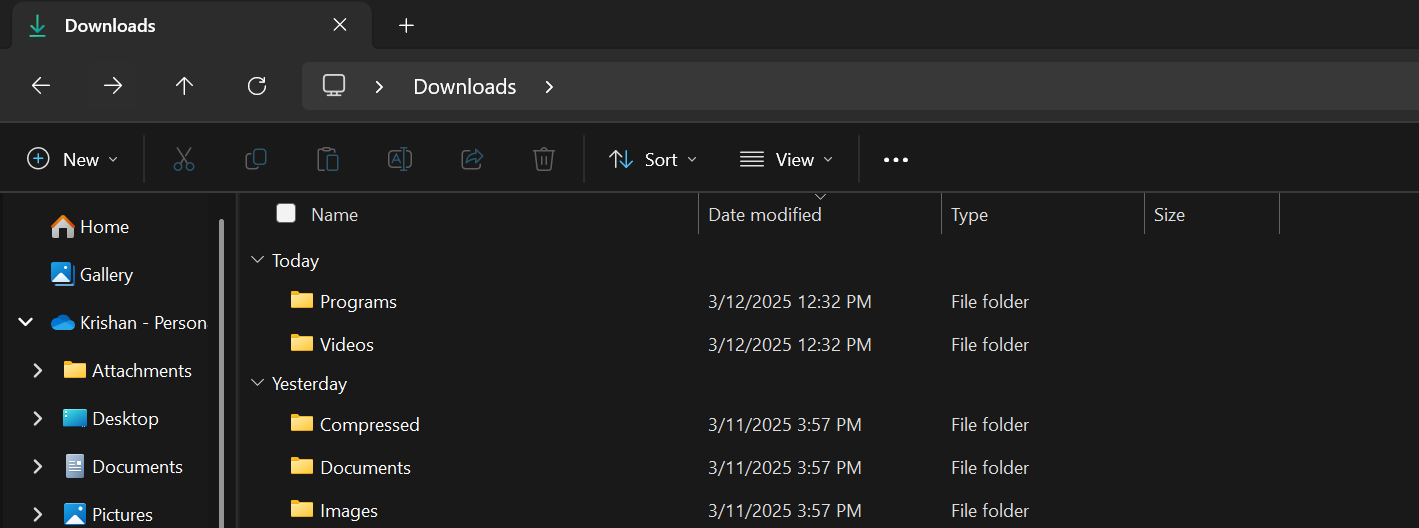 Downloads
Downloads
New Sort View
Name Date modified Type Size
Home
Gallery
Krishan - Person
Attachments
Desktop
Documents
Pictures
Today
Programs 3/12/2025 12:32 PM File folder
Videos 3/12/2025 12:32 PM File folder
Yesterday
Compressed 3/11/2025 3:57 PM File folder
Documents 3/11/2025 3:57 PM File folder
Images 3/11/2025 3:57 PM File folder